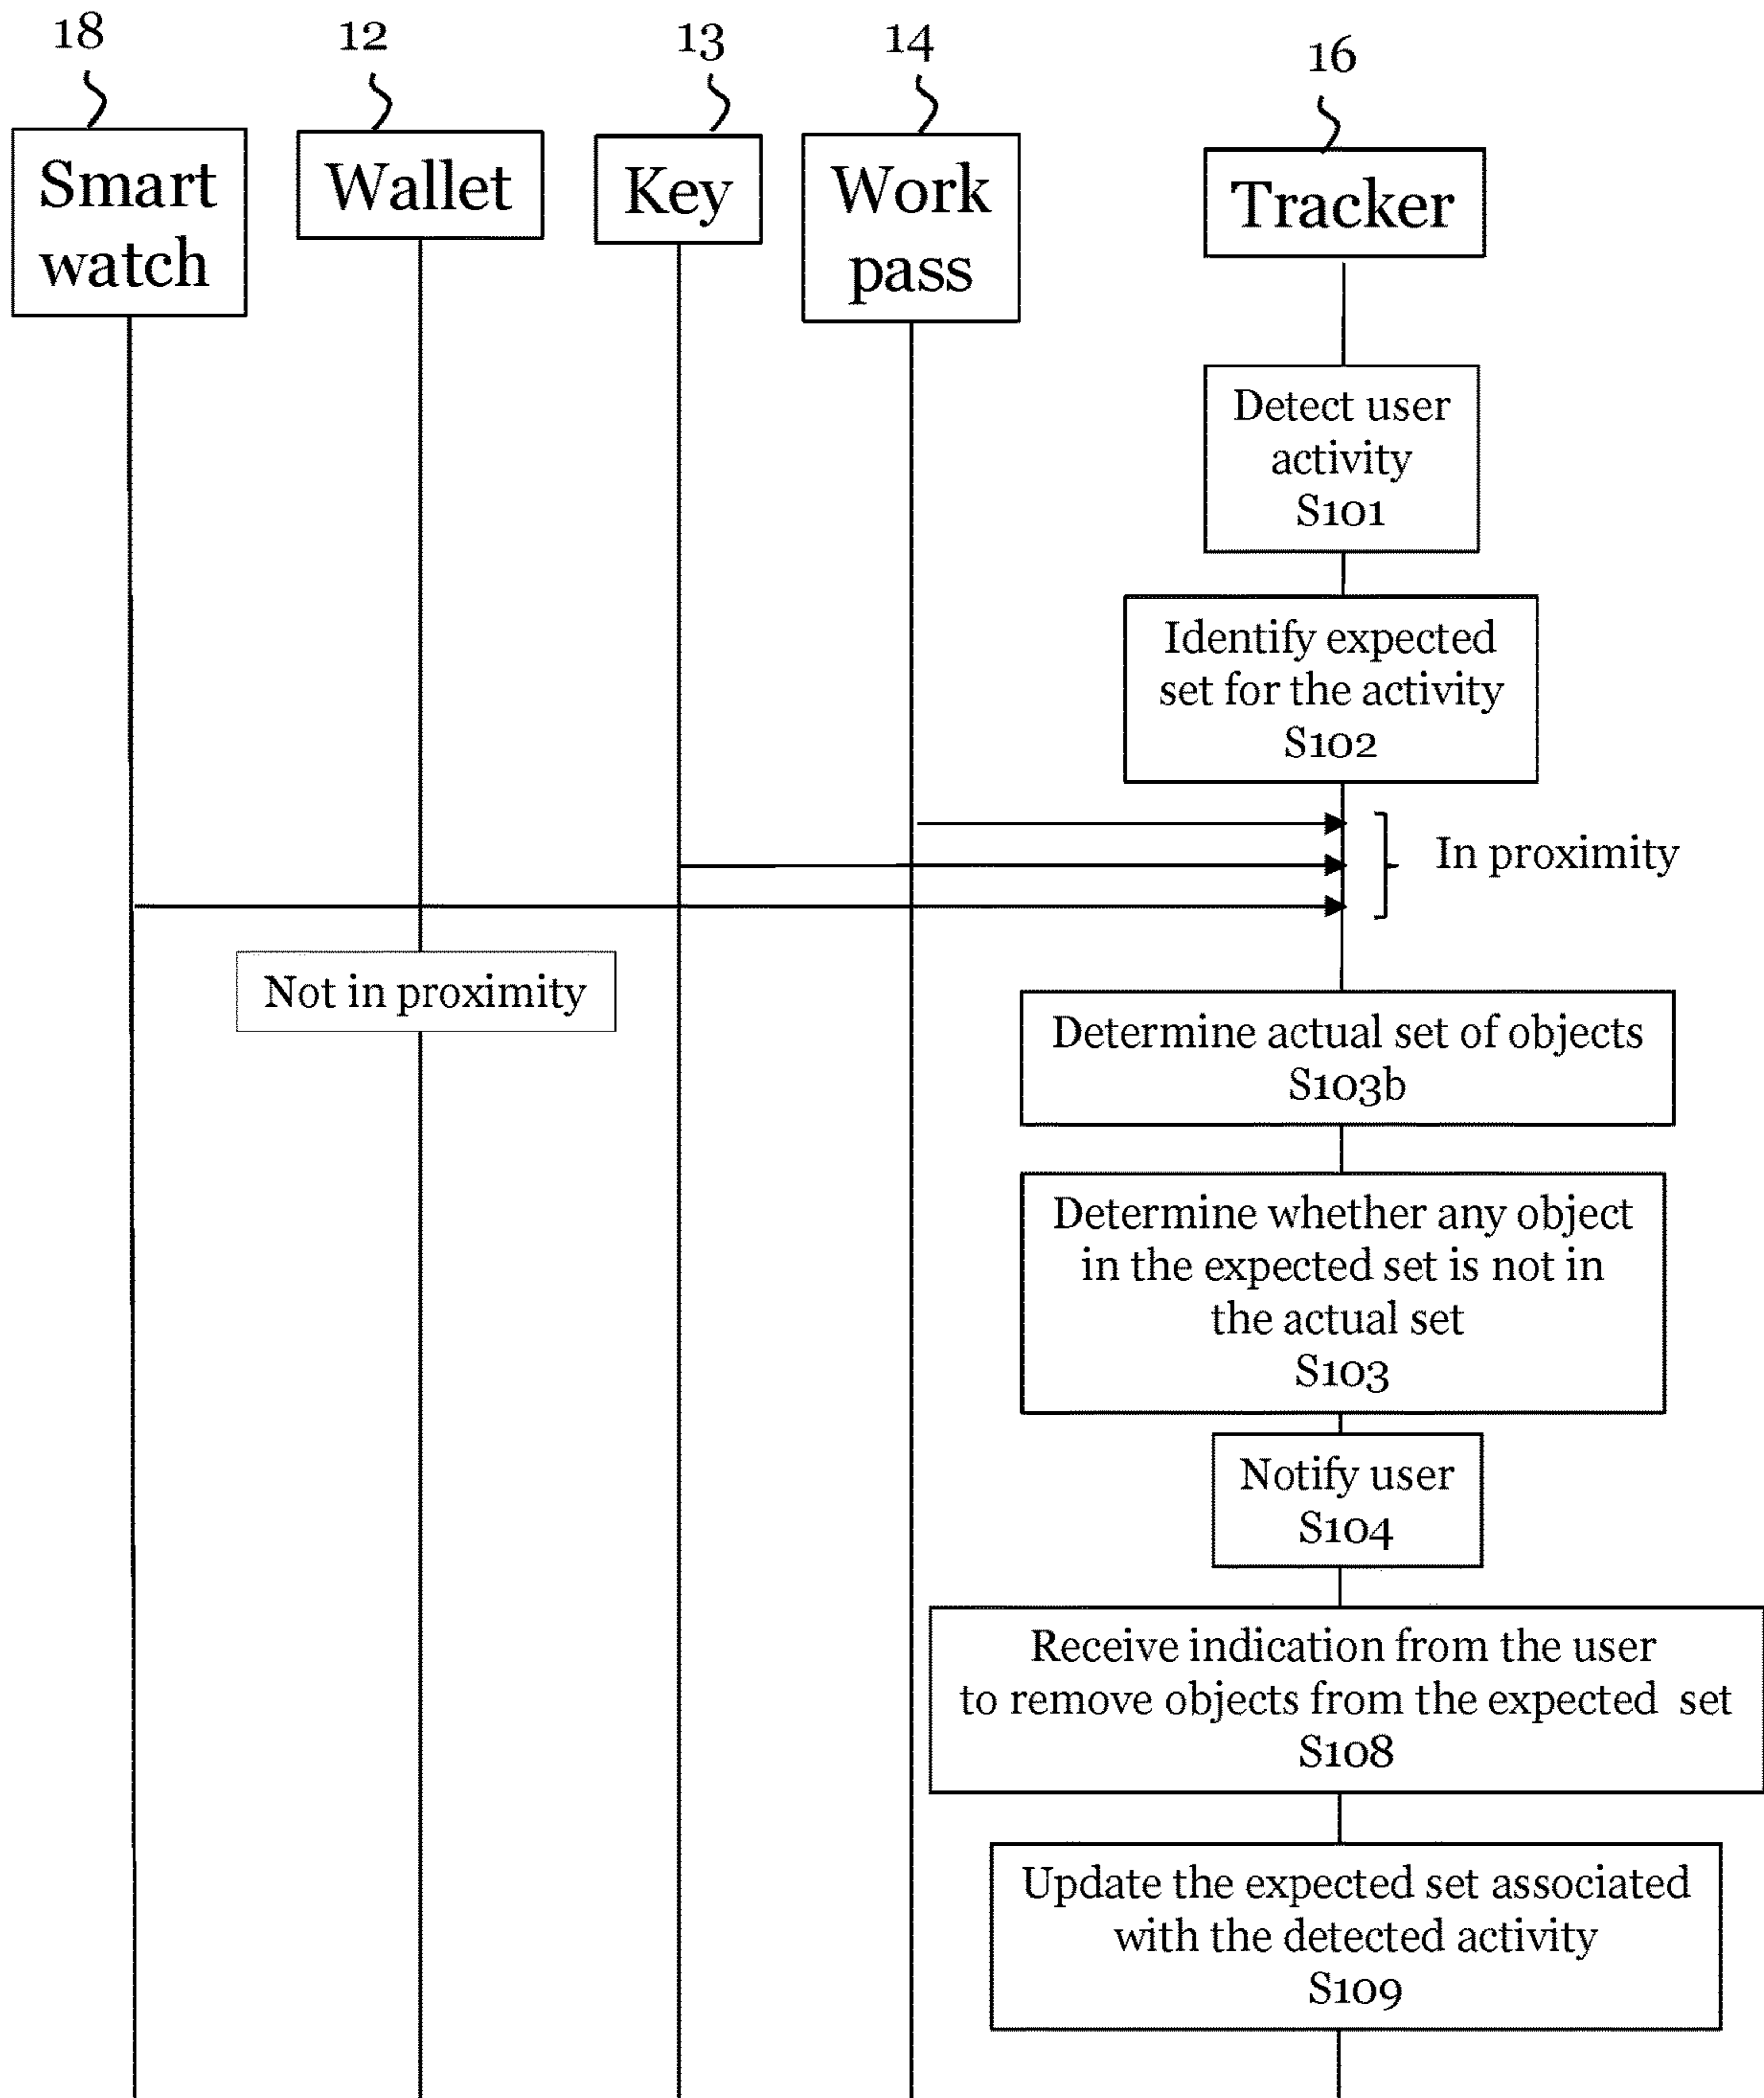 18
12
13
14
16
Smart
watch
Wallet
Key
Work
pass
Tracker
Detect user
activity
S101
Identify expected
set for the activity
S102
In proximity
Not in proximity
Determine actual set of objects
S103b
Determine whether any object
in the expected set is not in
the actual set
S103
Notify user
S104
Receive indication from the user
to remove objects from the expected set
S108
Update the expected set associated
with the detected activity
S109